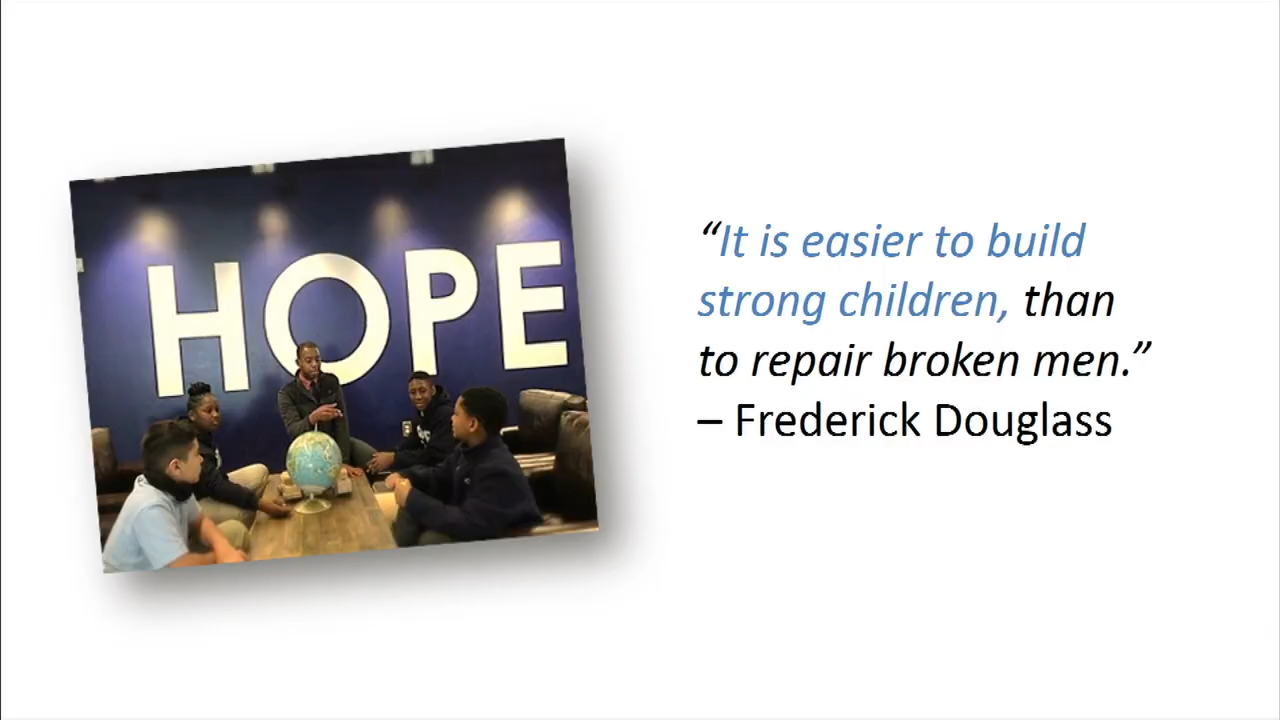 HOPE
“It is easier to build
strong children, than
to repair broken men.”
– Frederick Douglass